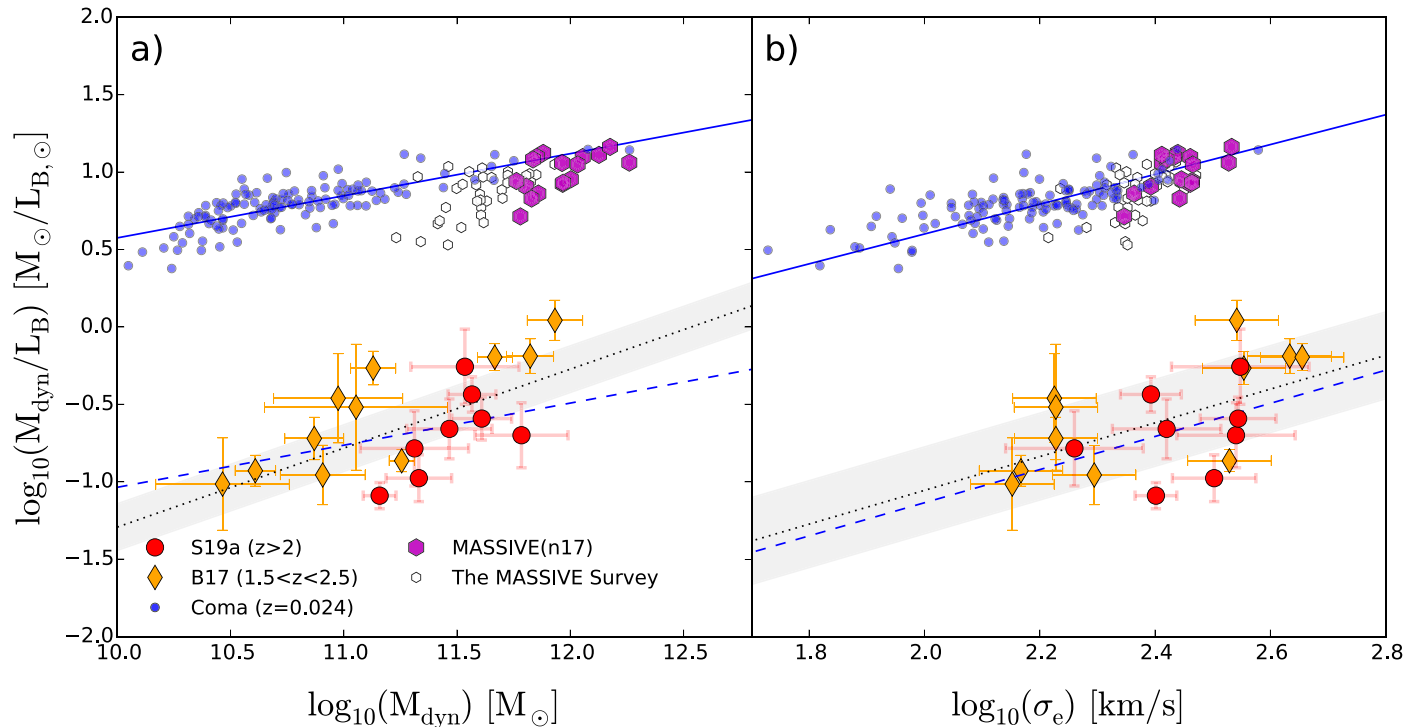 a)
b)
log10(Mdyn/LB) [M⊙/LB,⊙]
2.0
1.5
1.0
0.5
0.0
−0.5
−1.0
−1.5
−2.0
S19a (z>2)
B17 (1.5<z<2.5)
Coma (z=0.024)
MASSIVE(n17)
The MASSIVE Survey
10.0 10.5 11.0 11.5 12.0 12.5
1.8 2.0 2.2 2.4 2.6 2.8
log10(Mdyn) [M⊙]
log10(σe) [km/s]